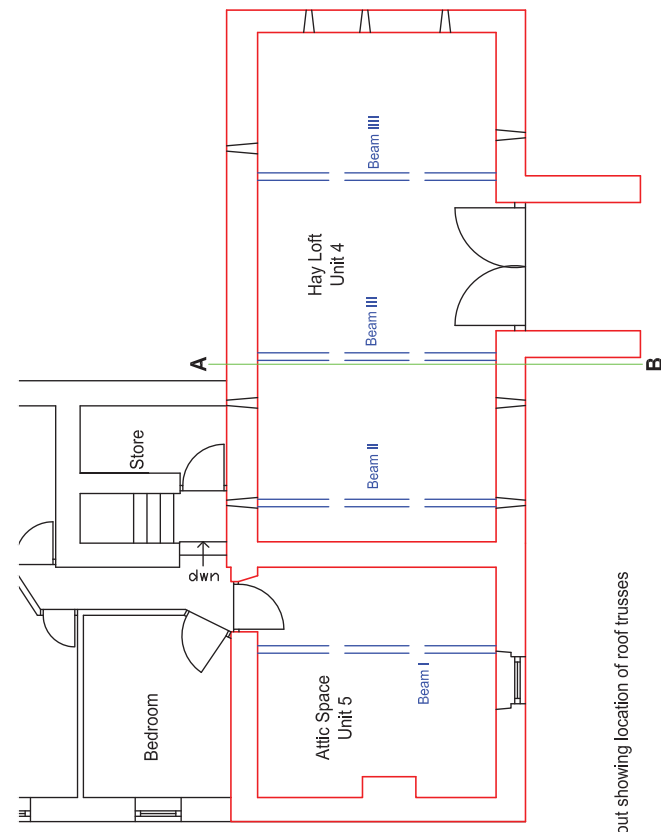 Beam IIII
Hay Loft
Unit 4
Beam III
A
B
Store
Beam II
dwn
Bedroom
Attic Space
Unit 5
Beam I
out showing location of roof trusses